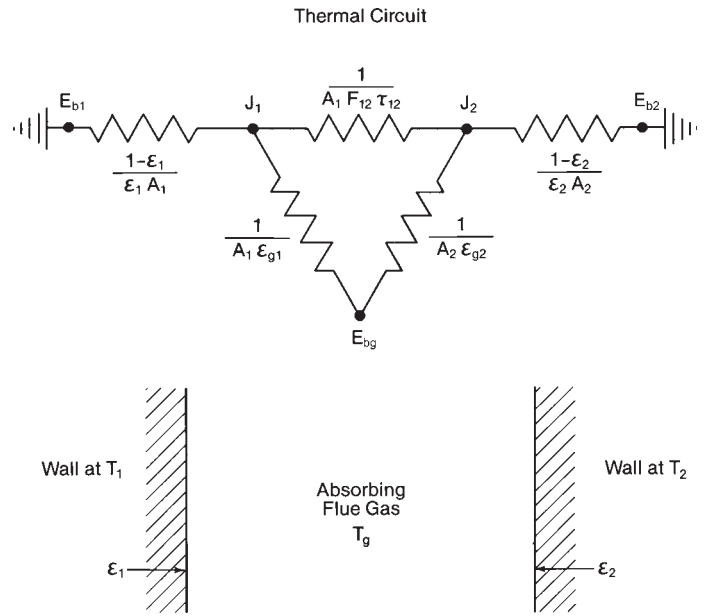 Thermal Circuit
E_b1
J_1
1
A_1 F_12 τ_12
J_2
E_b2
1-ε_1
ε_1 A_1
1-ε_2
ε_2 A_2
1
A_1 ε_g1
1
A_2 ε_g2
E_bg
Wall at T_1
Wall at T_2
Absorbing
Flue Gas
T_g
ε_1
ε_2